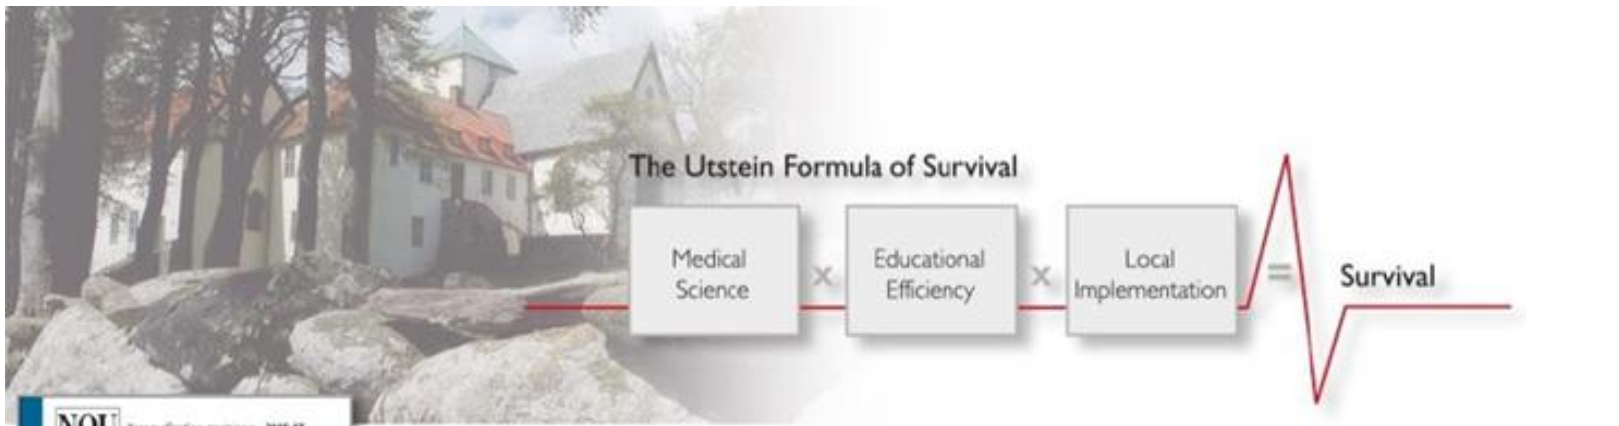 The Utstein Formula of Survival
Medical
Science
x
Educational
Efficiency
x
Local
Implementation
=
Survival
NOU